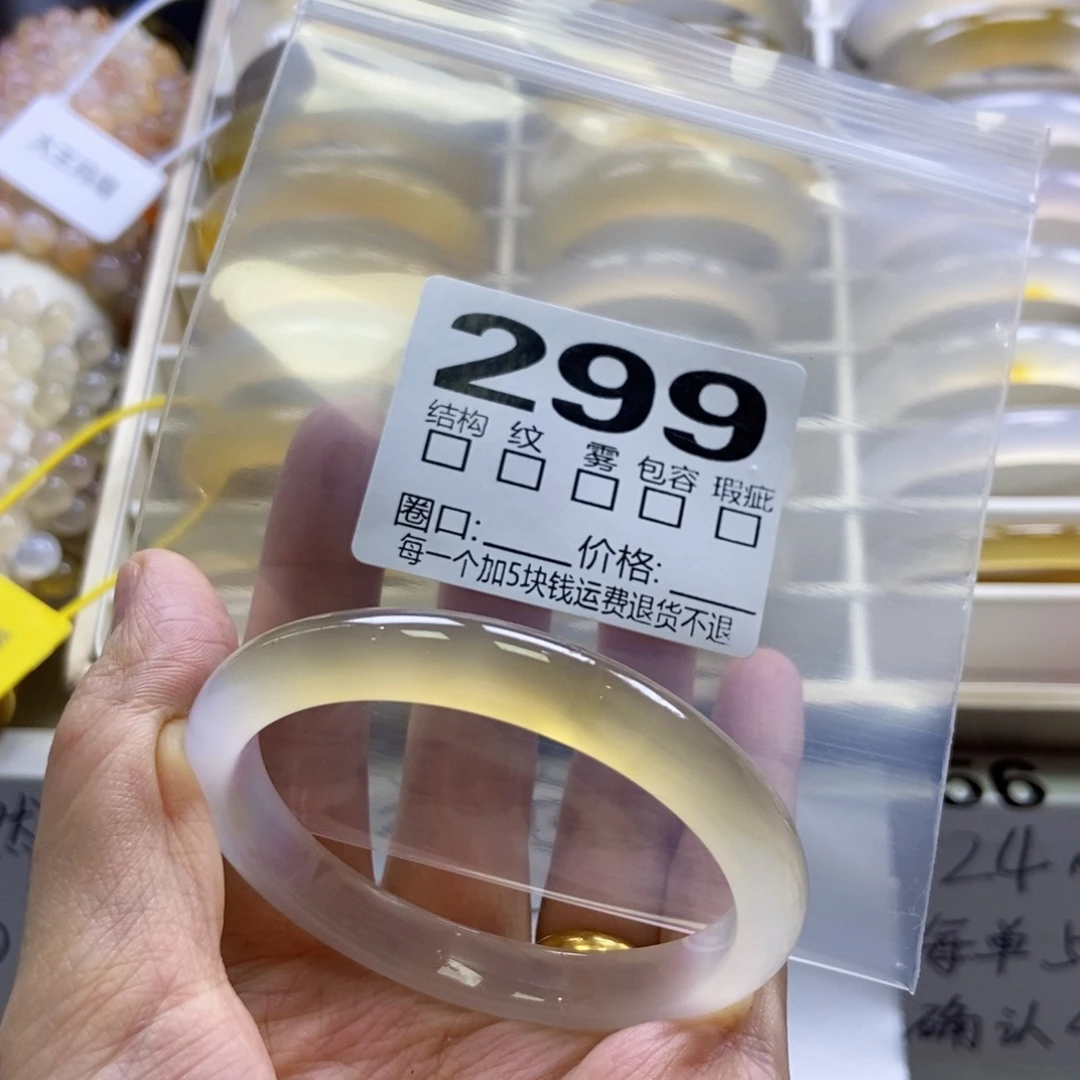 299
结构 纹 雾 包容 瑕疵
圈口: 价格:
每一个加5块钱运费退货不退
56
24
每单
确认